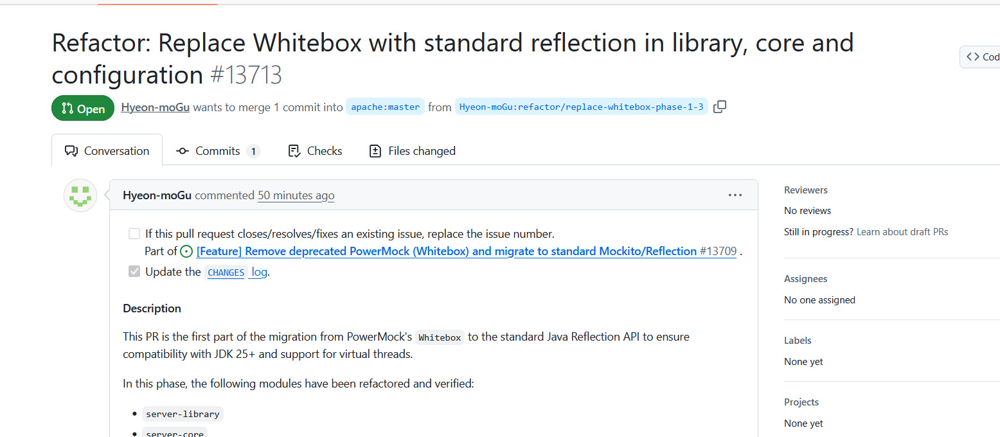 Refactor: Replace Whitebox with standard reflection in library, core and
configuration #13713
Cod
Open Hyeon-moGu wants to merge 1 commit into apache:master from Hyeon-moGu:refactor/replace-whitebox-phase-1-3
Conversation Commits 1 Checks Files changed
Hyeon-moGu commented 50 minutes ago
If this pull request closes/resolves/fixes an existing issue, replace the issue number.
Part of [Feature] Remove deprecated PowerMock (Whitebox) and migrate to standard Mockito/Reflection #13709 .
Update the CHANGES log.
Description
This PR is the first part of the migration from PowerMock's Whitebox to the standard Java Reflection API to ensure
compatibility with JDK 25+ and support for virtual threads.
In this phase, the following modules have been refactored and verified:
server-library
server-core
Reviewers
No reviews
Still in progress? Learn about draft PRs
Assignees
No one assigned
Labels
None yet
Projects
None yet